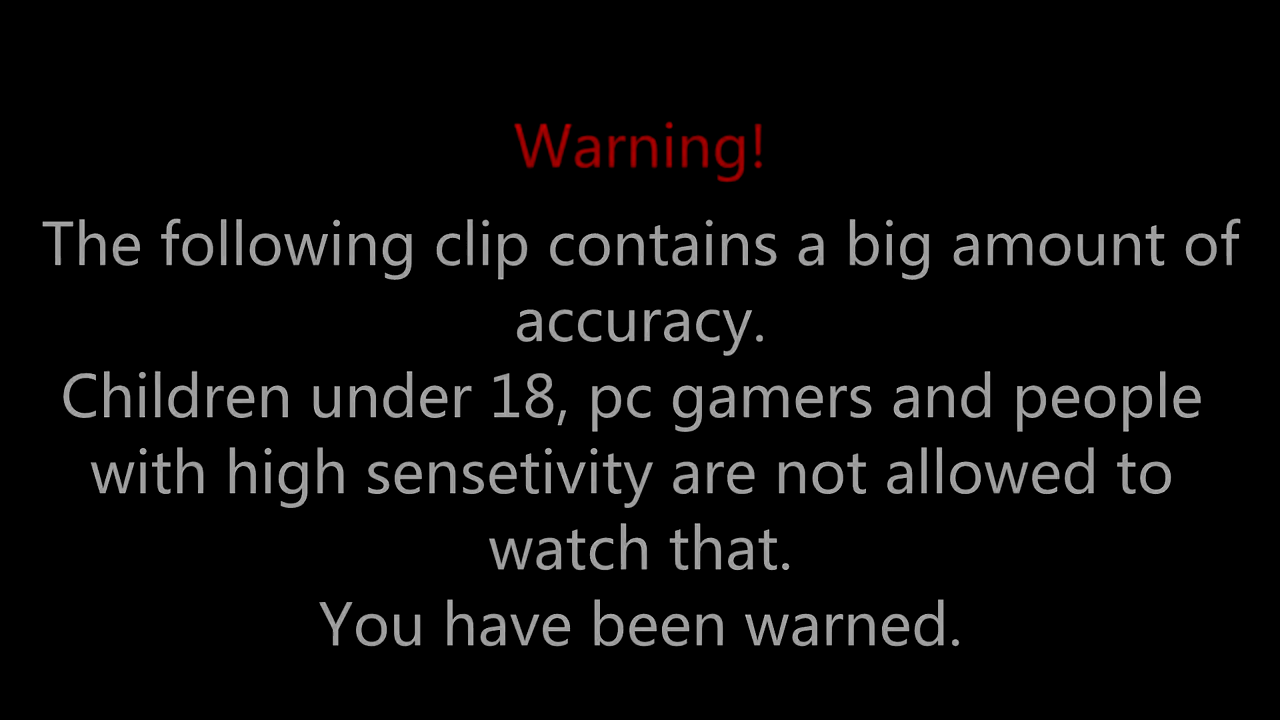 Warning!
The following clip contains a big amount of
accuracy.
Children under 18, pc gamers and people
with high sensetivity are not allowed to
watch that.
You have been warned.